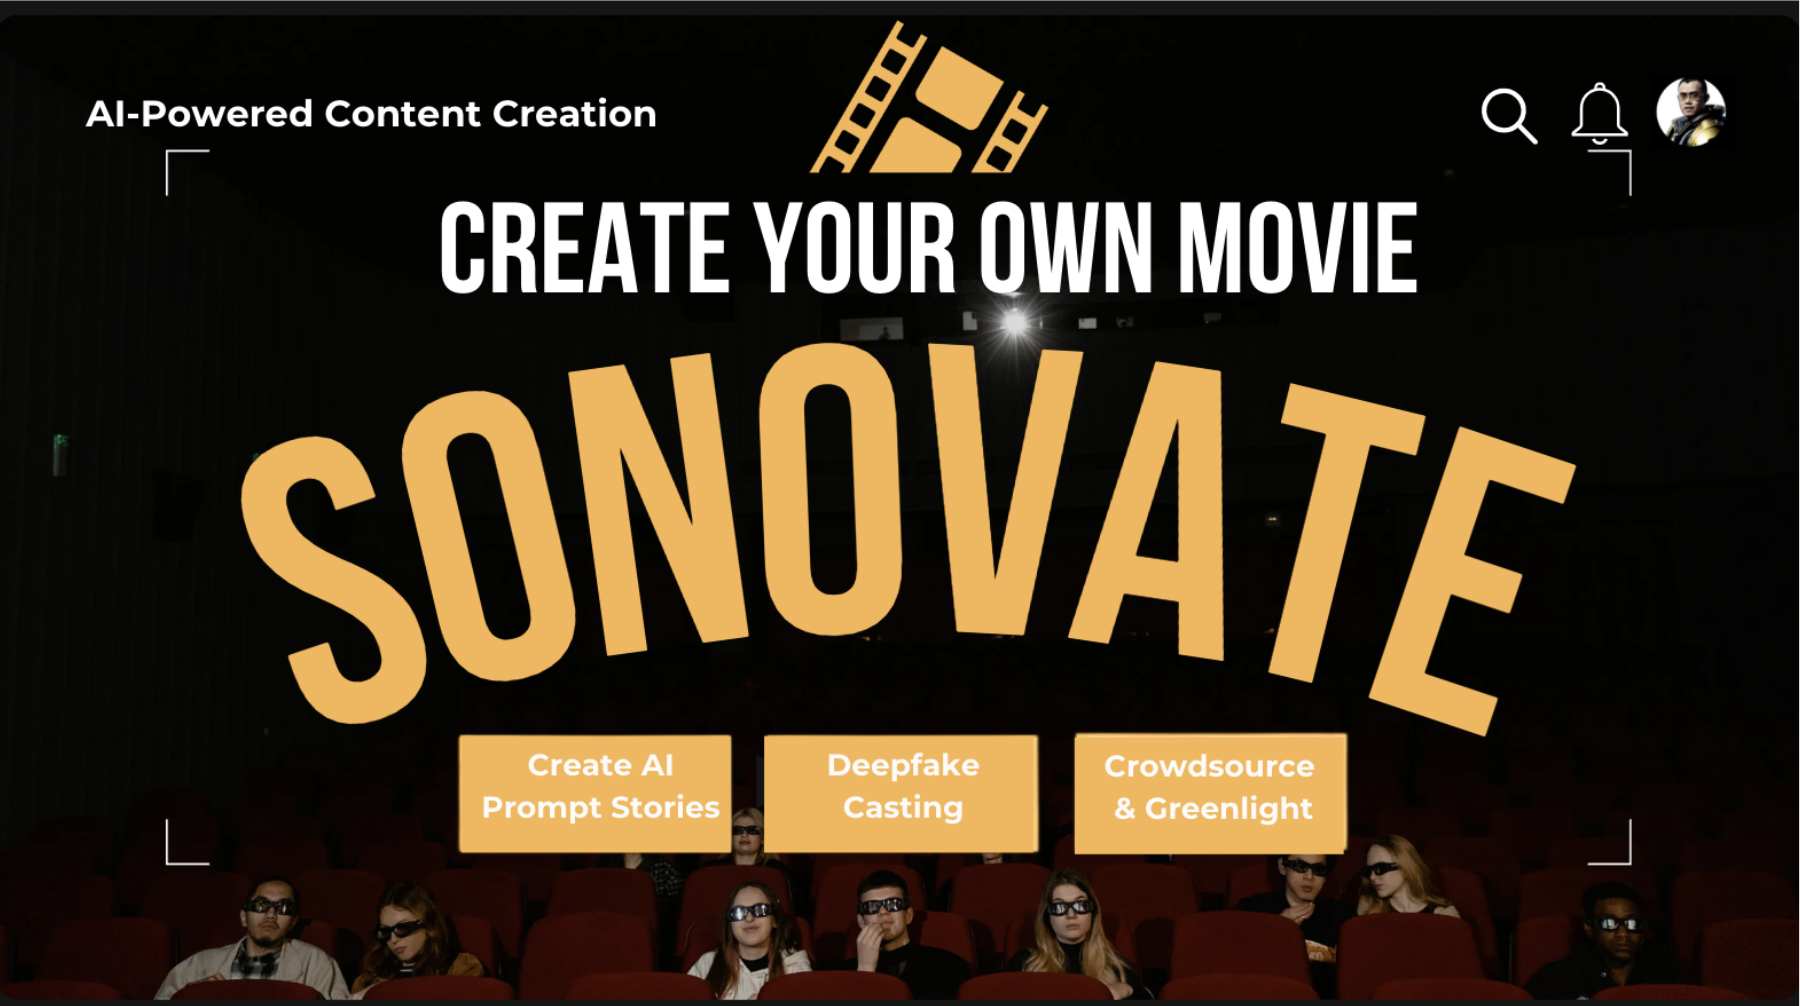 AI-Powered Content Creation
CREATE YOUR OWN MOVIE
SONOVATE
Create AI
Prompt Stories
Deepfake
Casting
Crowdsource
& Greenlight